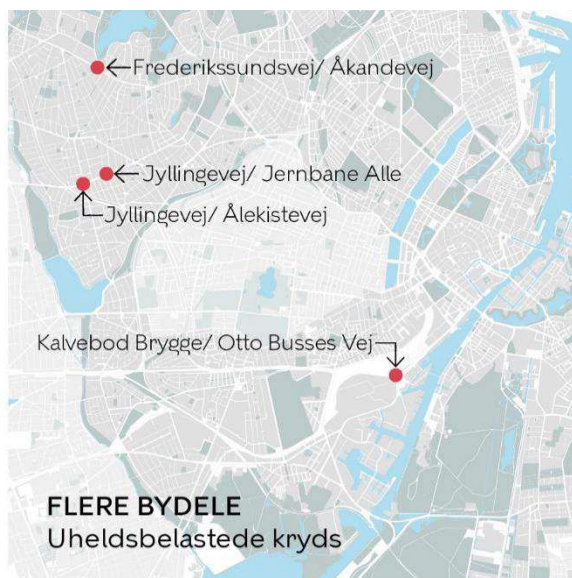 Frederikssundsvej/ Åkandevej
Jyllingevej/ Jernbane Alle
Jyllingevej/ Ålekistevej
Kalvebod Brygge/ Otto Busses Vej
FLERE BYDELE
Uheldsbelastede kryds